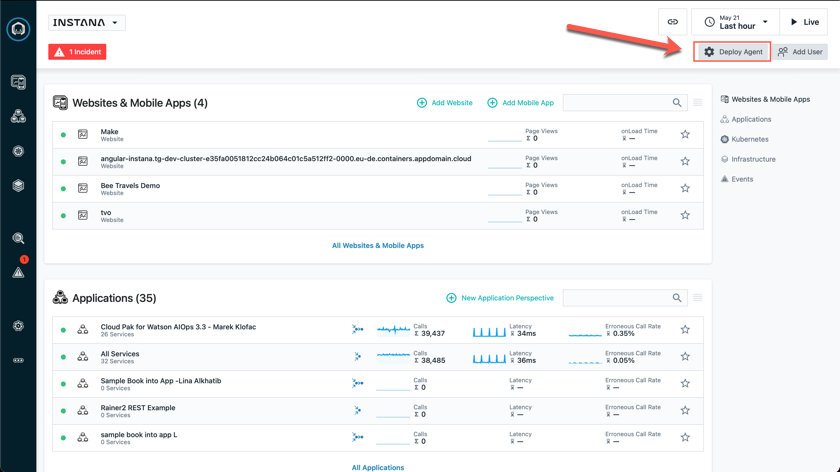 INSTANA
May 21
Last hour
Live
1 Incident
Deploy Agent
Add User
Websites & Mobile Apps (4)
Add Website
Add Mobile App
Make
Website
Page Views
Σ 0
onLoad Time
x̄ —
angular-instana.tg-dev-cluster-e35fa0051812cc24b064c01c5a512ff2-0000.eu-de.containers.appdomain.cloud
Website
Page Views
Σ 0
onLoad Time
x̄ —
Bee Travels Demo
Website
Page Views
Σ 0
onLoad Time
x̄ —
tvo
Website
Page Views
Σ 0
onLoad Time
x̄ —
All Websites & Mobile Apps
Websites & Mobile Apps
Applications
Kubernetes
Infrastructure
Events
1
Applications (35)
New Application Perspective
Cloud Pak for Watson AIOps 3.3 - Marek Klofac
26 Services
Calls
Σ 39,437
Latency
x̄ 34ms
Erroneous Call Rate
x̄ 0.35%
All Services
32 Services
Calls
Σ 38,485
Latency
x̄ 36ms
Erroneous Call Rate
x̄ 0.05%
Sample Book into App -Lina Alkhatib
0 Services
Calls
Σ 0
Latency
x̄ —
Erroneous Call Rate
x̄ —
Rainer2 REST Example
0 Services
Calls
Σ 0
Latency
x̄ —
Erroneous Call Rate
x̄ —
sample book into app L
0 Services
Calls
Σ 0
Latency
x̄ —
Erroneous Call Rate
x̄ —
All Applications